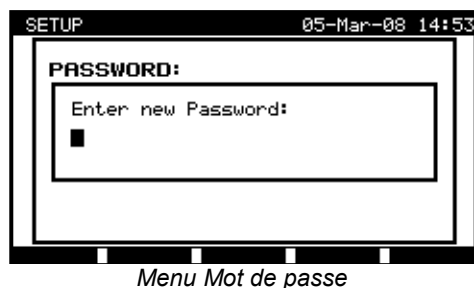 SETUP 05-Mar-08 14:53
PASSWORD:
Enter new Password:
Menu Mot de passe